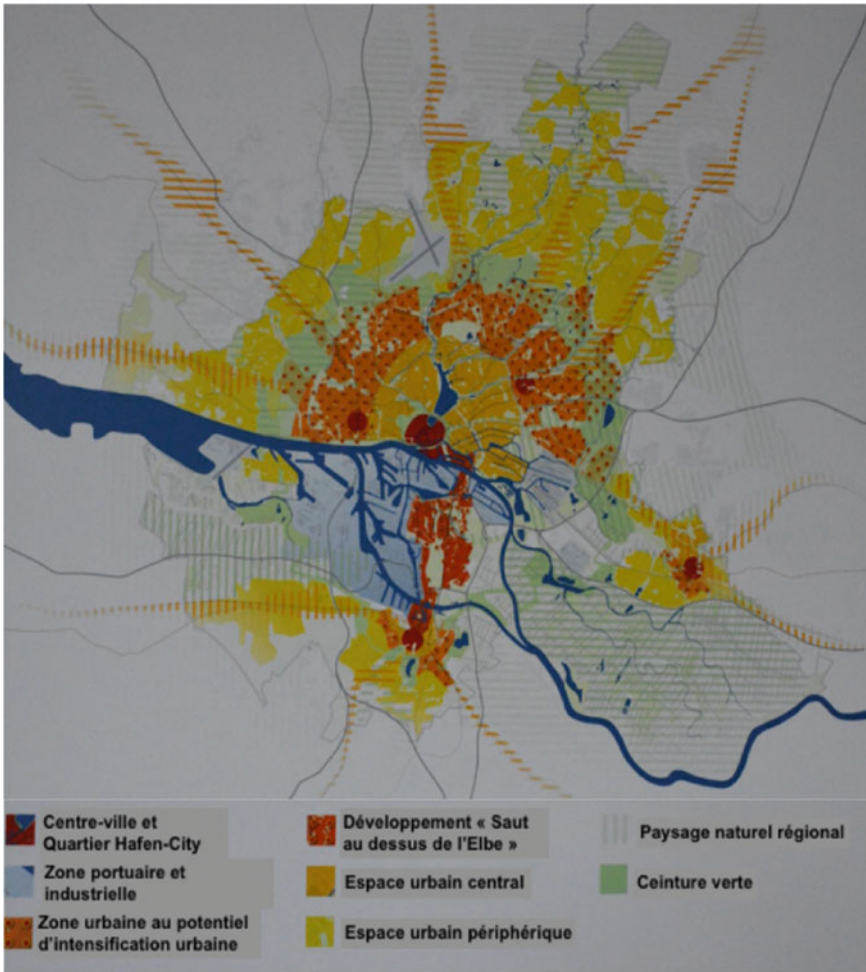 Centre-ville et
Quartier Hafen-City
Zone portuaire et
industrielle
Zone urbaine au potentiel
d'intensification urbaine
Développement « Saut
au dessus de l'Elbe »
Espace urbain central
Espace urbain périphérique
Paysage naturel régional
Ceinture verte